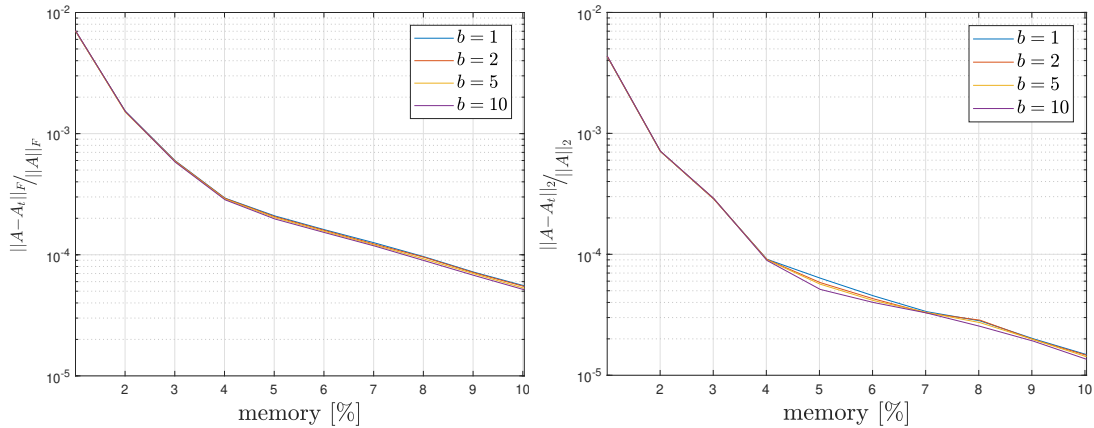 10^-2
10^-3
10^-4
10^-5
||A−A_t||_F/||A||_F
b = 1
b = 2
b = 5
b = 10
2 3 4 5 6 7 8 9 10
memory [%]
10^-2
10^-3
10^-4
10^-5
||A−A_t||_2/||A||_2
b = 1
b = 2
b = 5
b = 10
2 3 4 5 6 7 8 9 10
memory [%]